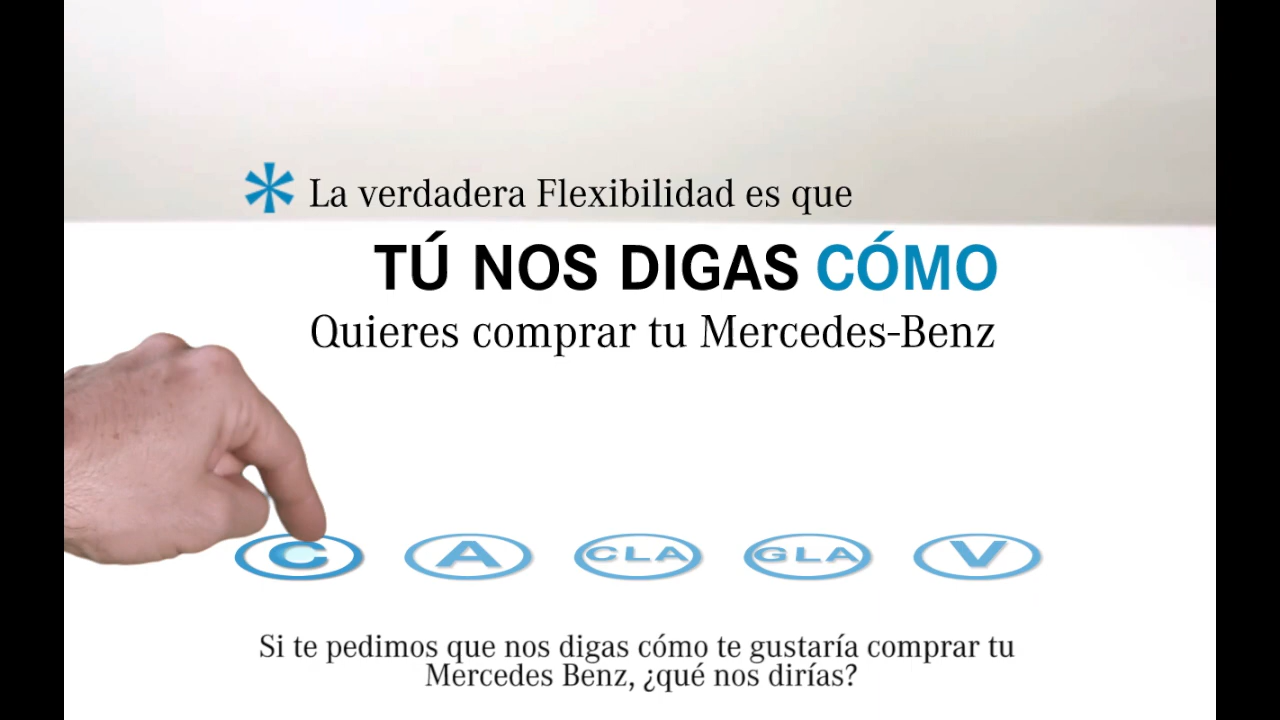 * La verdadera Flexibilidad es que
TÚ NOS DIGAS CÓMO
Quieres comprar tu Mercedes-Benz
C A CLA GLA V
Si te pedimos que nos digas cómo te gustaría comprar tu
Mercedes Benz, ¿qué nos dirías?